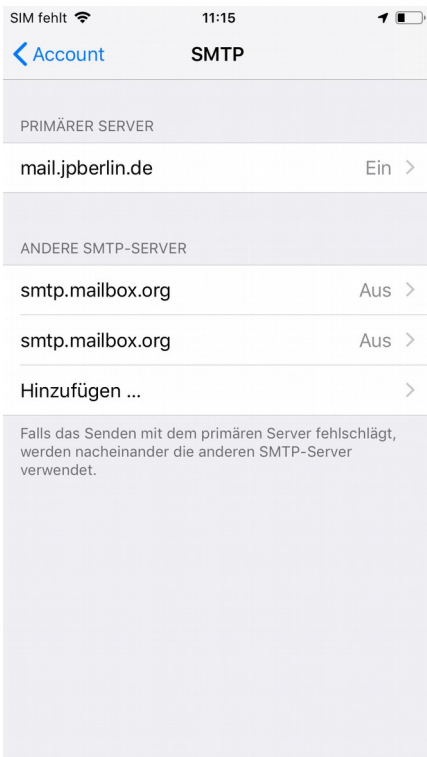 SIM fehlt 11:15
Account SMTP
PRIMÄRER SERVER
mail.jpberlin.de Ein
ANDERE SMTP-SERVER
smtp.mailbox.org Aus
smtp.mailbox.org Aus
Hinzufügen ...
Falls das Senden mit dem primären Server fehlschlägt,
werden nacheinander die anderen SMTP-Server
verwendet.